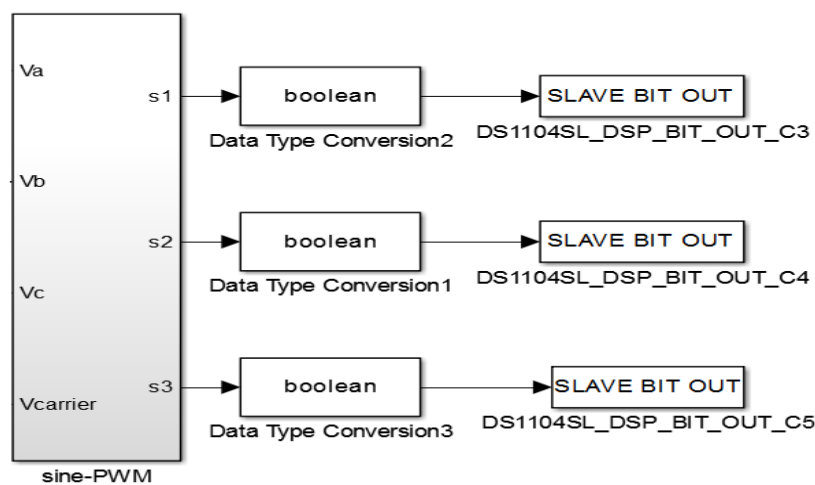 Va
s1
boolean
SLAVE BIT OUT
Data Type Conversion2
DS1104SL_DSP_BIT_OUT_C3
Vb
s2
boolean
SLAVE BIT OUT
Data Type Conversion1
DS1104SL_DSP_BIT_OUT_C4
Vc
s3
boolean
SLAVE BIT OUT
Vcarrier
Data Type Conversion3
DS1104SL_DSP_BIT_OUT_C5
sine-PWM